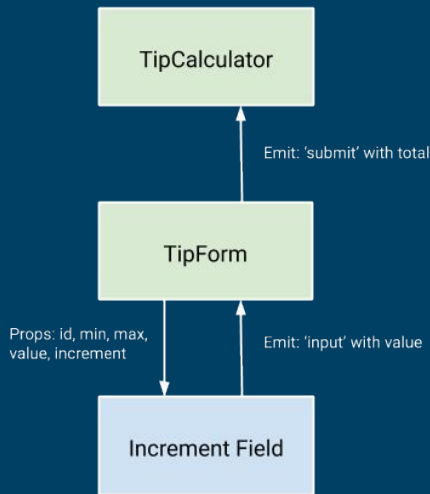 TipCalculator
Emit: ‘submit’ with total
TipForm
Props: id, min, max,
value, increment
Emit: ‘input’ with value
Increment Field